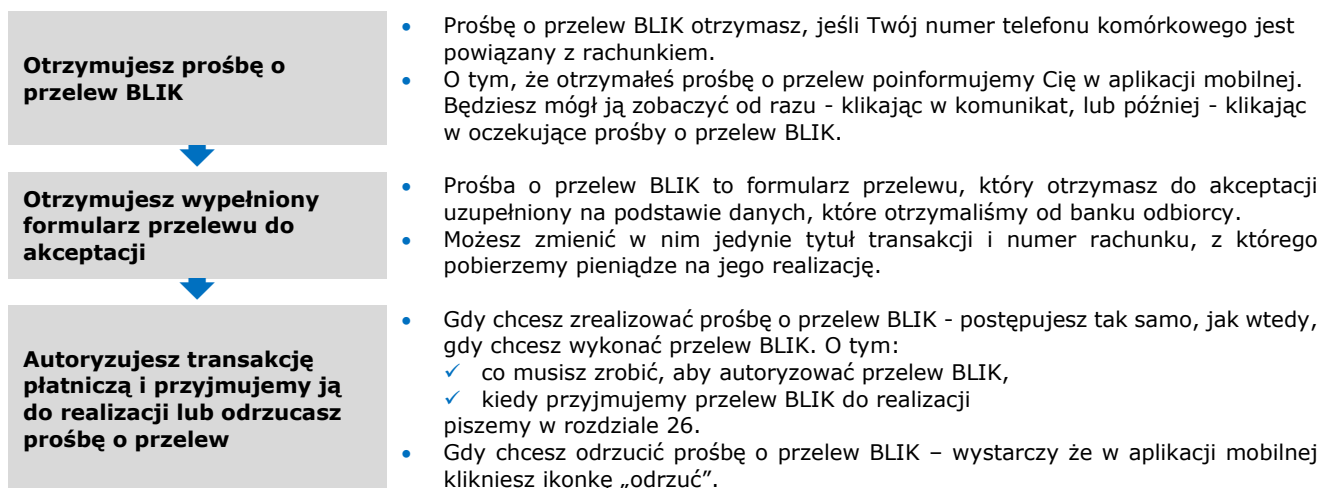 Otrzymujesz prośbę o
przelew BLIK
• Prośbę o przelew BLIK otrzymasz, jeśli Twój numer telefonu komórkowego jest
powiązany z rachunkiem.
• O tym, że otrzymałeś prośbę o przelew poinformujemy Cię w aplikacji mobilnej.
Będziesz mógł ją zobaczyć od razu - klikając w komunikat, lub później - klikając
w oczekujące prośby o przelew BLIK.
Otrzymujesz wypełniony
formularz przelewu do
akceptacji
• Prośba o przelew BLIK to formularz przelewu, który otrzymasz do akceptacji
uzupełniony na podstawie danych, które otrzymaliśmy od banku odbiorcy.
• Możesz zmienić w nim jedynie tytuł transakcji i numer rachunku, z którego
pobierzemy pieniądze na jego realizację.
Autoryzujesz transakcję
płatniczą i przyjmujemy ją
do realizacji lub odrzucasz
prośbę o przelew
• Gdy chcesz zrealizować prośbę o przelew BLIK - postępujesz tak samo, jak wtedy,
gdy chcesz wykonać przelew BLIK. O tym:
✓ co musisz zrobić, aby autoryzować przelew BLIK,
✓ kiedy przyjmujemy przelew BLIK do realizacji
piszemy w rozdziale 26.
• Gdy chcesz odrzucić prośbę o przelew BLIK – wystarczy że w aplikacji mobilnej
klikniesz ikonkę „odrzuć”.